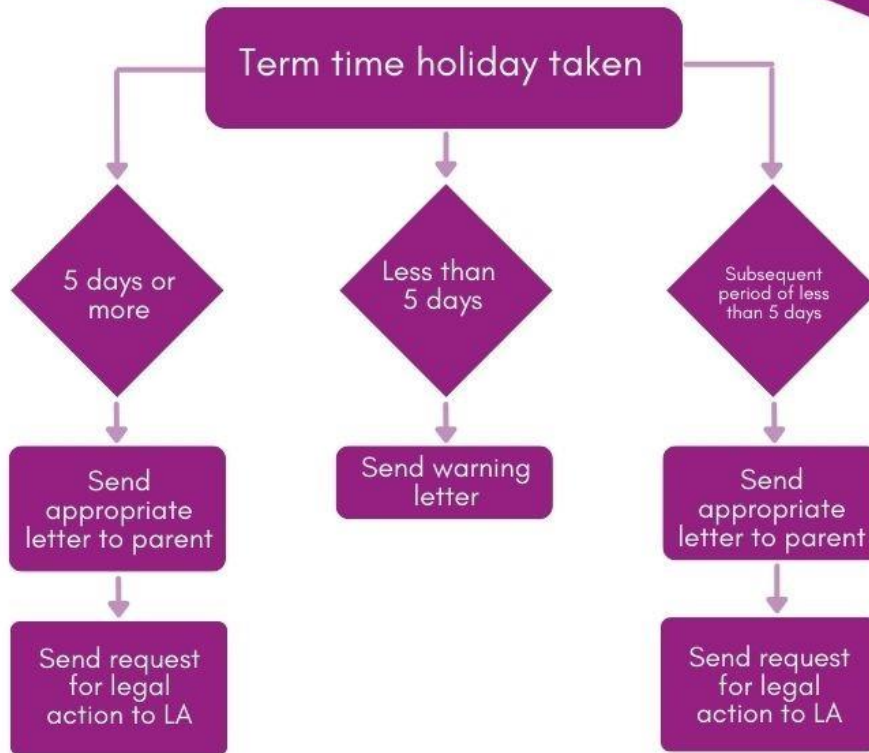 Term time holiday taken
5 days or
more
Less than
5 days
Subsequent
period of less
than 5 days
Send
appropriate
letter to parent
Send warning
letter
Send
appropriate
letter to parent
Send request
for legal
action to LA
Send request
for legal
action to LA